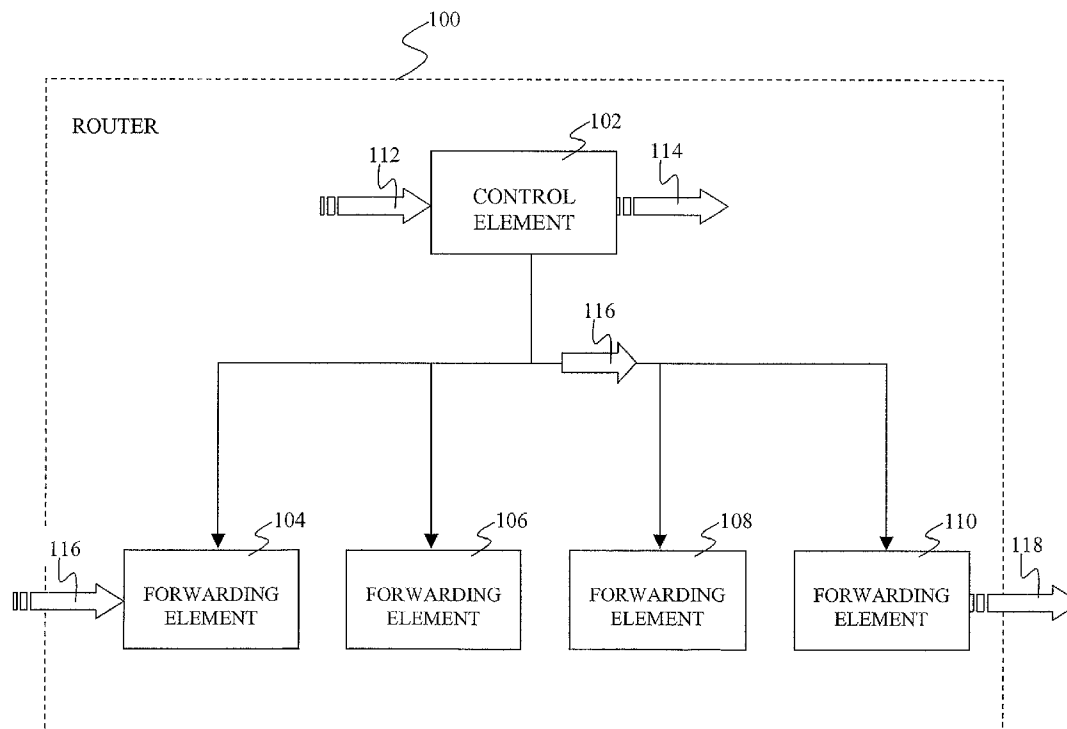 100
ROUTER
102
112
114
CONTROL
ELEMENT
116
104
106
108
110
116
118
FORWARDING
ELEMENT
FORWARDING
ELEMENT
FORWARDING
ELEMENT
FORWARDING
ELEMENT